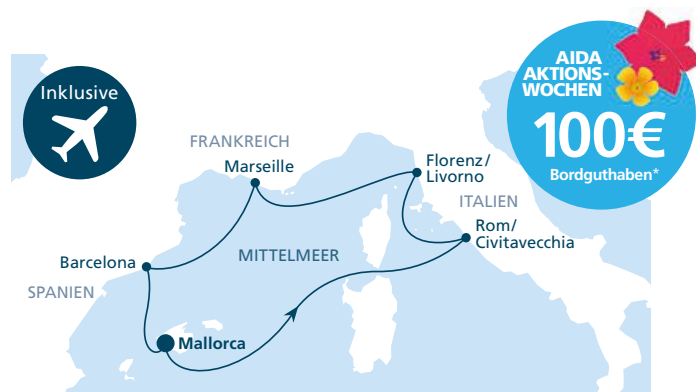 Inklusive
AIDA
AKTIONS-
WOCHEN
100€
Bordguthaben*
FRANKREICH
Marseille
Florenz/
Livorno
ITALIEN
Rom/
Civitavecchia
MITTELMEER
Barcelona
SPANIEN
Mallorca